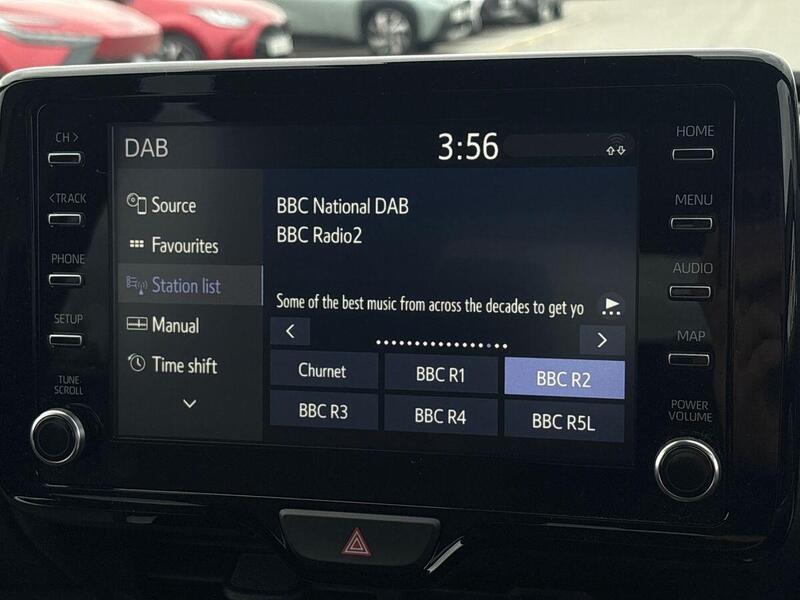 DAB
3:56
CH >
< TRACK
PHONE
SETUP
TUNE
SCROLL
Source
Favourites
Station list
Manual
Time shift
BBC National DAB
BBC Radio2
Some of the best music from across the decades to get yo
Churnet
BBC R1
BBC R2
BBC R3
BBC R4
BBC R5L
HOME
MENU
AUDIO
MAP
POWER
VOLUME